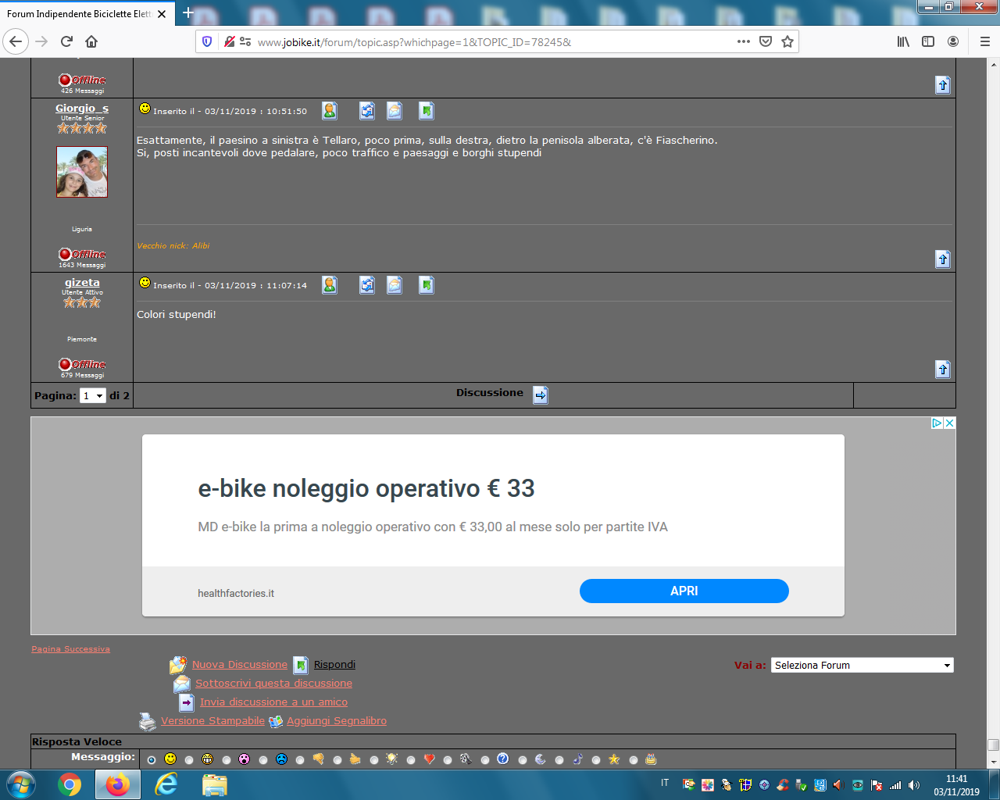 Forum Indipendente Biciclette Elett
www.jobike.it/forum/topic.asp?whichpage=1&TOPIC_ID=78245&
Offline
426 Messaggi
Giorgio_s
Utente Senior
Inserito il - 03/11/2019 : 10:51:50
Esattamente, il paesino a sinistra è Tellaro, poco prima, sulla destra, dietro la penisola alberata, c'è Fiascherino.
Si, posti incantevoli dove pedalare, poco traffico e paesaggi e borghi stupendi
Liguria
Vecchio nick: Alibi
Offline
1643 Messaggi
gizeta
Utente Attivo
Inserito il - 03/11/2019 : 11:07:14
Colori stupendi!
Piemonte
Offline
679 Messaggi
Pagina: 1 di 2
Discussione
e-bike noleggio operativo € 33
MD e-bike la prima a noleggio operativo con € 33,00 al mese solo per partite IVA
healthfactories.it
APRI
Pagina Successiva
Nuova Discussione Rispondi
Vai a: Seleziona Forum
Sottoscrivi questa discussione
Invia discussione a un amico
Versione Stampabile Aggiungi Segnalibro
Risposta Veloce
Messaggio:
IT
11:41
03/11/2019